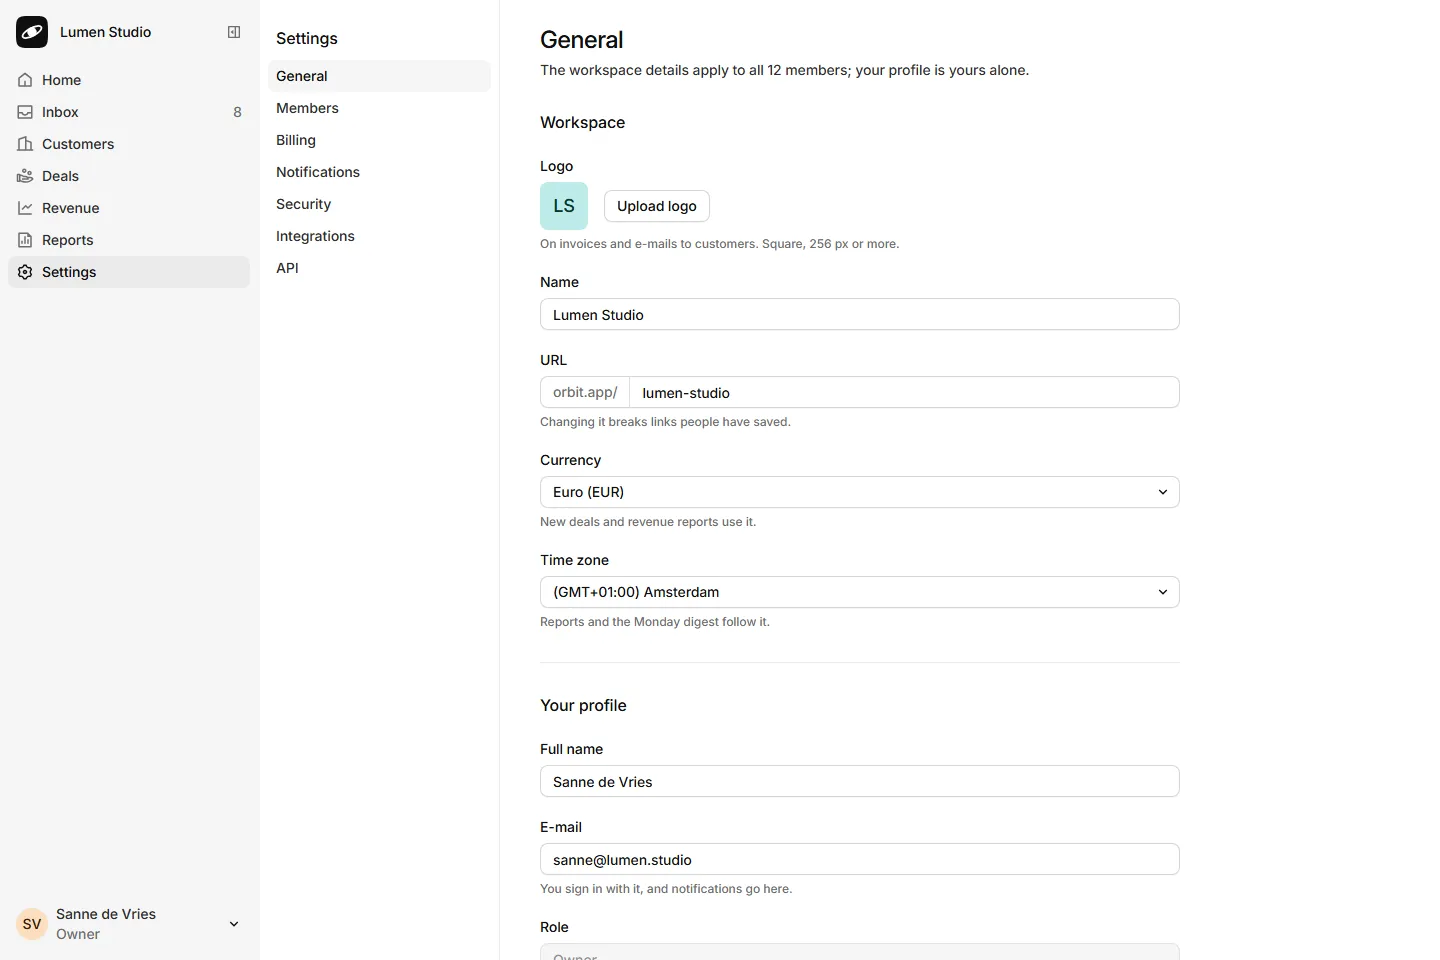 Lumen Studio
Home
Inbox 8
Customers
Deals
Revenue
Reports
Settings
Sanne de Vries
Owner
SV
Settings
General
Members
Billing
Notifications
Security
Integrations
API
General
The workspace details apply to all 12 members; your profile is yours alone.
Workspace
Logo
LS
Upload logo
On invoices and e-mails to customers. Square, 256 px or more.
Name
Lumen Studio
URL
orbit.app/ lumen-studio
Changing it breaks links people have saved.
Currency
Euro (EUR)
New deals and revenue reports use it.
Time zone
(GMT+01:00) Amsterdam
Reports and the Monday digest follow it.
Your profile
Full name
Sanne de Vries
E-mail
sanne@lumen.studio
You sign in with it, and notifications go here.
Role
Owner